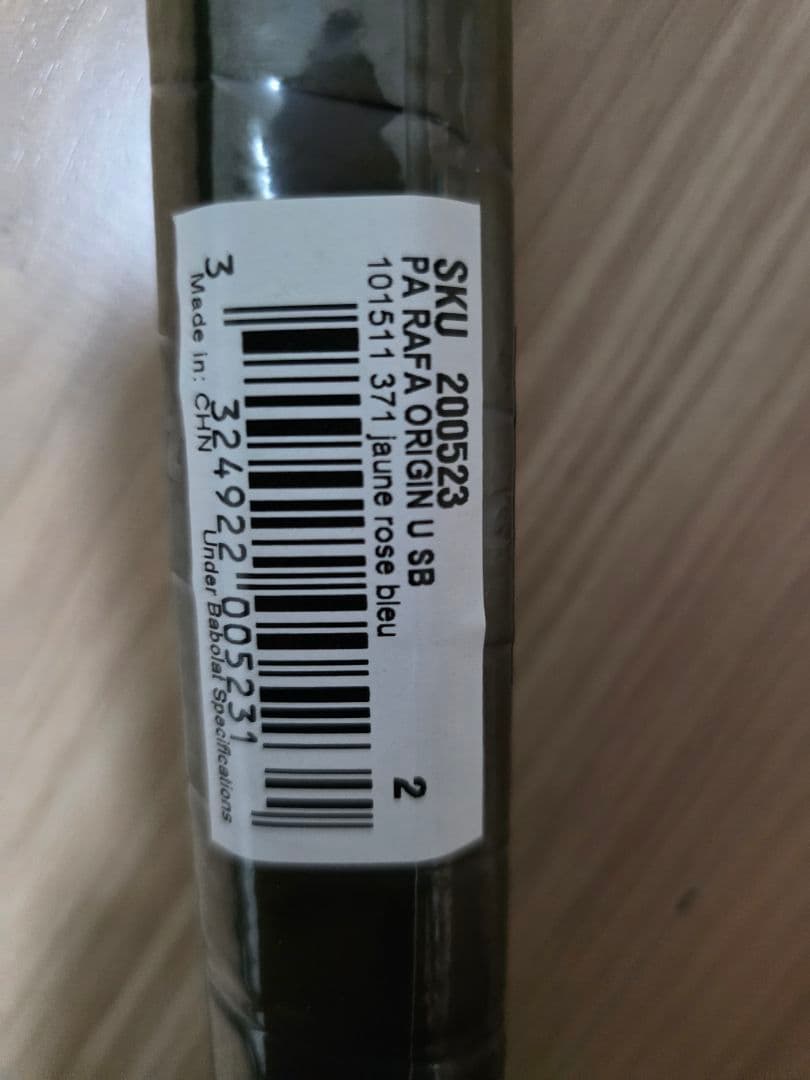 SKU 200523
PA RAFA ORIGIN U SB
101511 371 jaune rose bleu
2
3 324922 005231
Made in: CHN Under Babolat Specifications